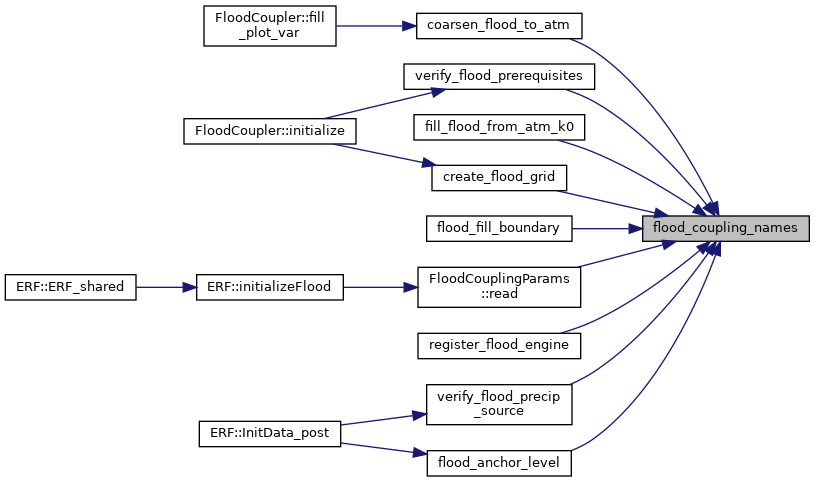 FloodCoupler::fill
_plot_var
coarsen_flood_to_atm
verify_flood_prerequisites
FloodCoupler::initialize
fill_flood_from_atm_k0
create_flood_grid
flood_fill_boundary
flood_coupling_names
ERF::ERF_shared
ERF::initializeFlood
FloodCouplingParams
::read
register_flood_engine
verify_flood_precip
_source
ERF::InitData_post
flood_anchor_level